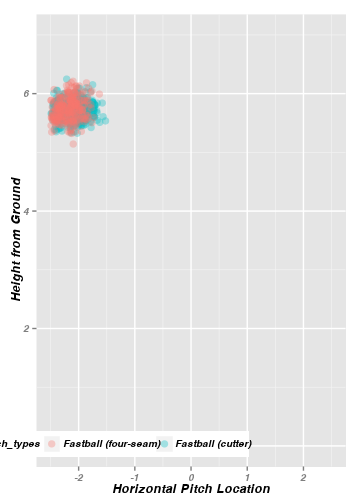 6
4
2
Height from Ground
ch_types Fastball (four-seam) Fastball (cutter)
-2 -1 0 1 2
Horizontal Pitch Location